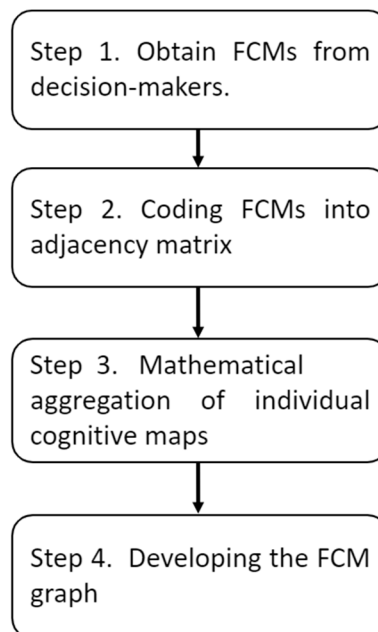 Step 1. Obtain FCMs from
decision-makers.
Step 2. Coding FCMs into
adjacency matrix
Step 3. Mathematical
aggregation of individual
cognitive maps
Step 4. Developing the FCM
graph